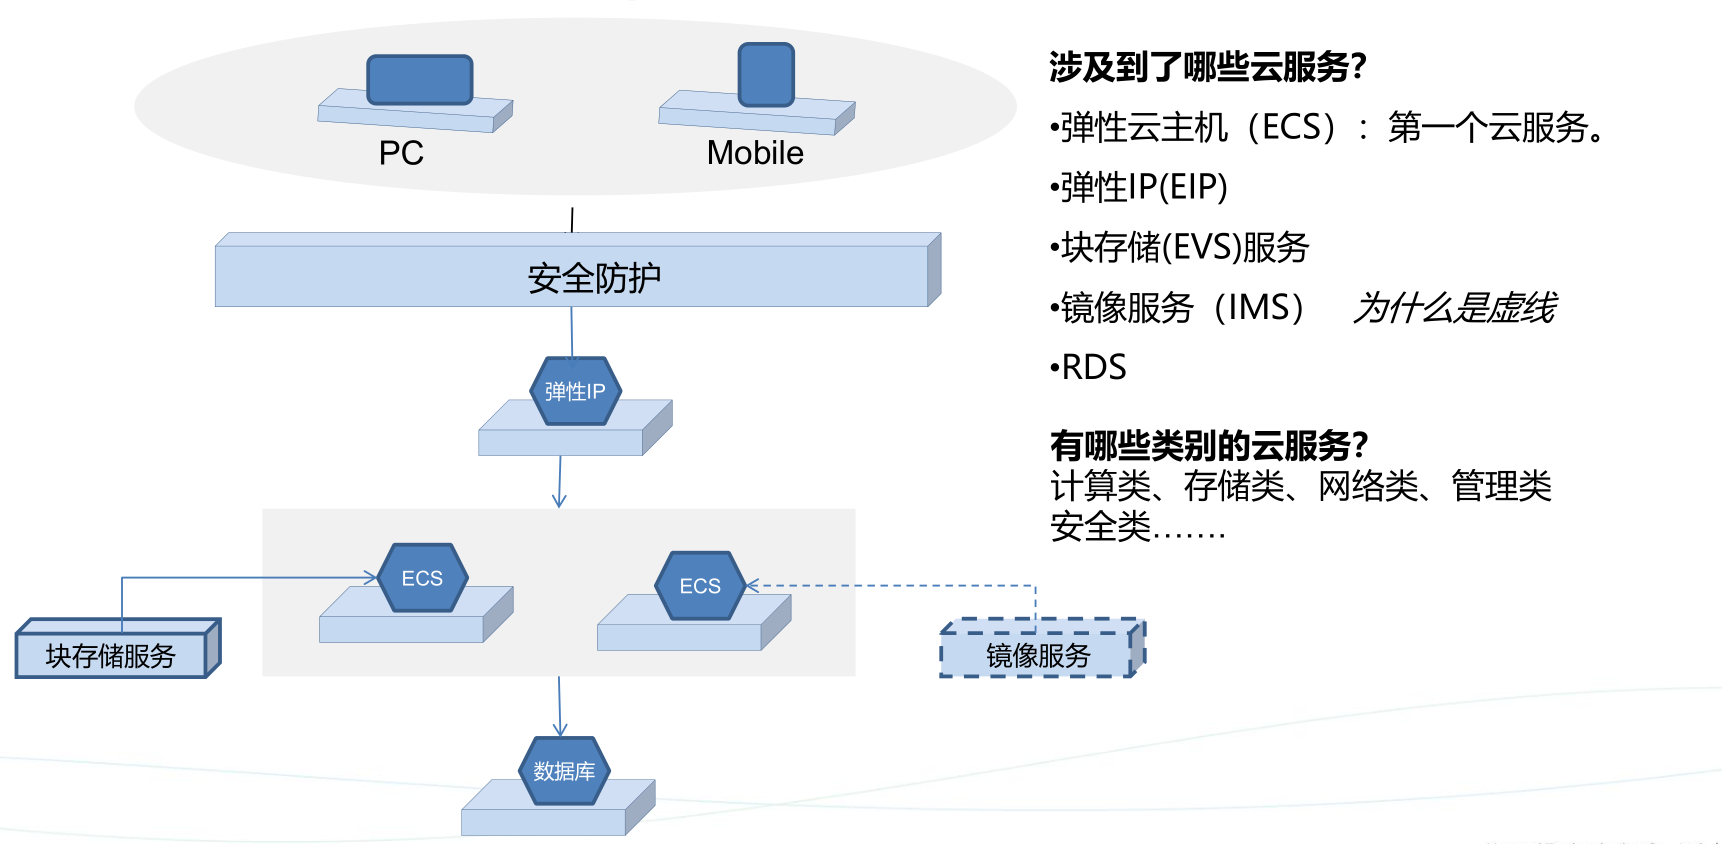 PC
Mobile
安全防护
弹性IP
ECS
ECS
块存储服务
镜像服务
数据库
涉及到了哪些云服务?
•弹性云主机（ECS）：第一个云服务。
•弹性IP(EIP)
•块存储(EVS)服务
•镜像服务（IMS） 为什么是虚线
•RDS
有哪些类别的云服务?
计算类、存储类、网络类、管理类
安全类…….